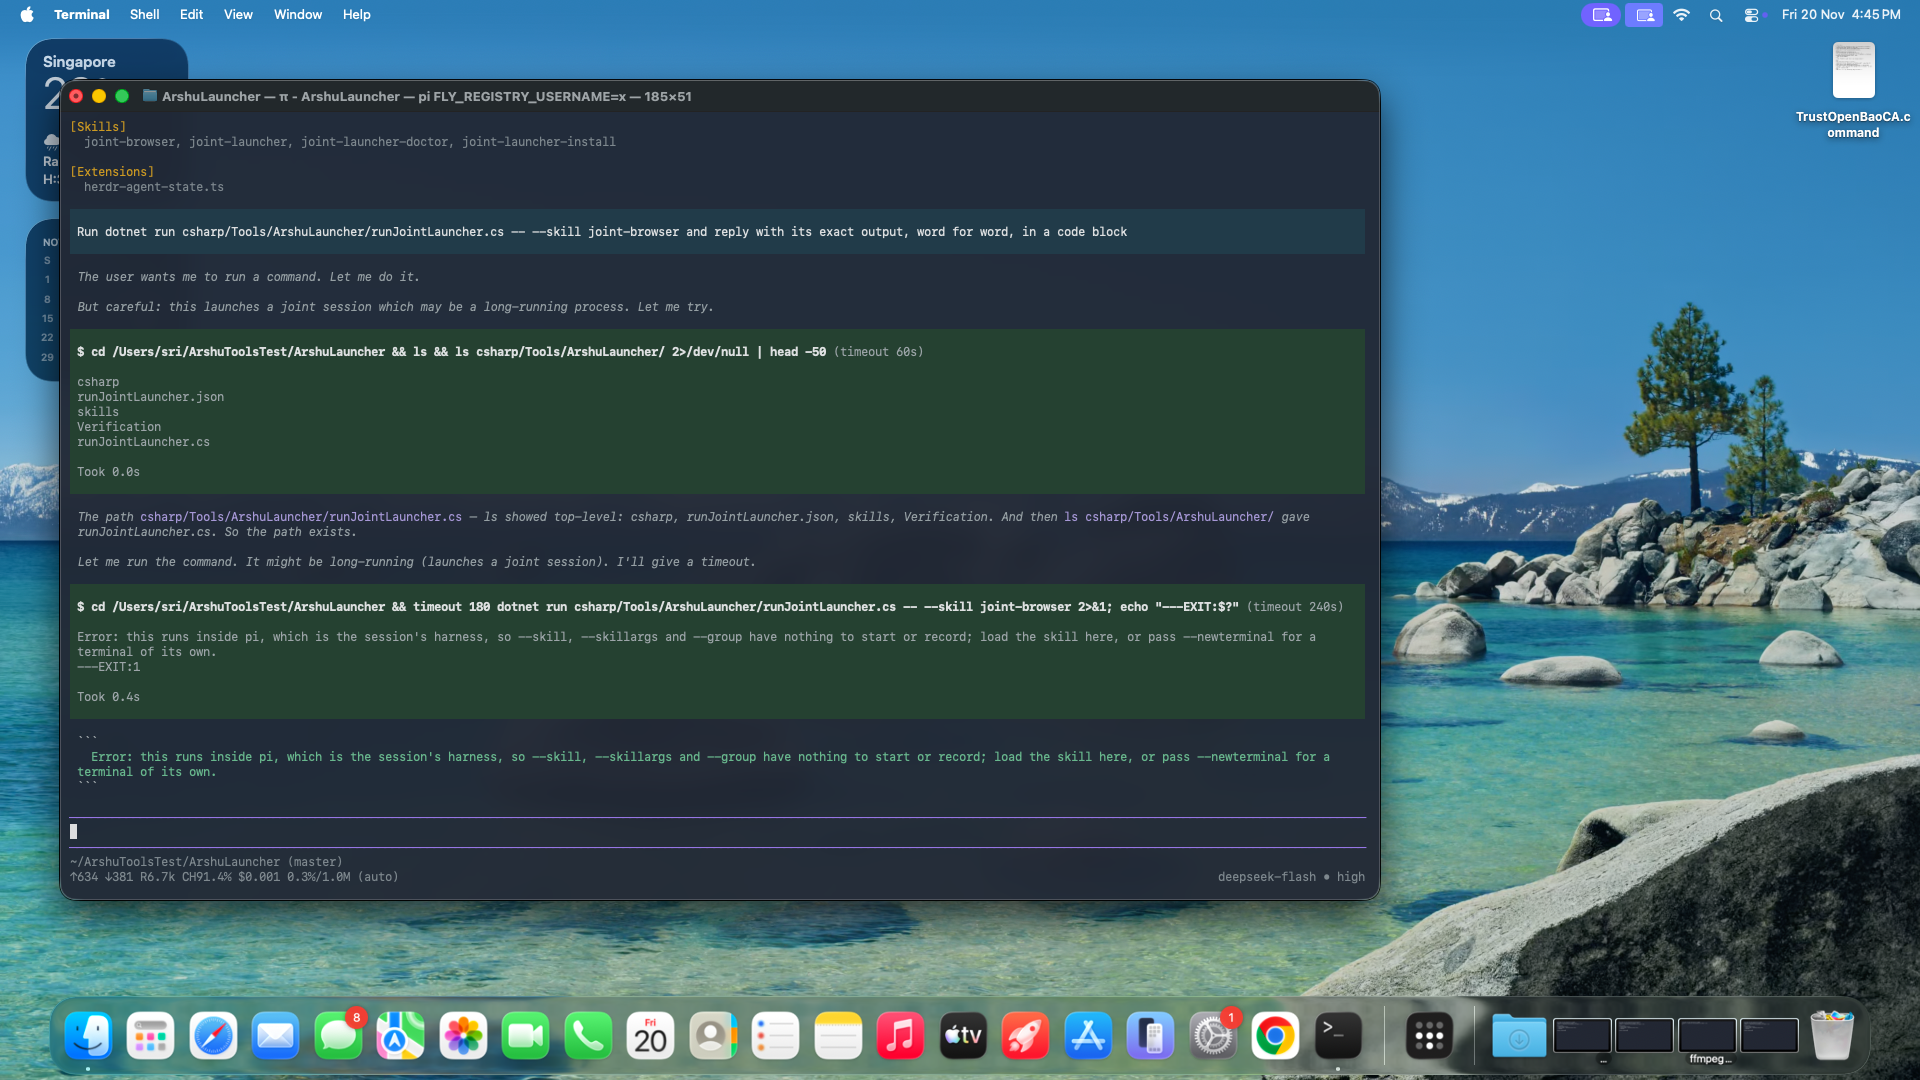 Terminal Shell Edit View Window Help
Fri 20 Nov 4:45 PM
Singapore
NO
S
1
8
15
22
29
TrustOpenBaoCA.c
ommand
ArshuLauncher — π - ArshuLauncher — pi FLY_REGISTRY_USERNAME=x — 185×51
[Skills]
joint-browser, joint-launcher, joint-launcher-doctor, joint-launcher-install
[Extensions]
herdr-agent-state.ts
Run dotnet run csharp/Tools/ArshuLauncher/runJointLauncher.cs -- --skill joint-browser and reply with its exact output, word for word, in a code block
The user wants me to run a command. Let me do it.
But careful: this launches a joint session which may be a long-running process. Let me try.
$ cd /Users/sri/ArshuToolsTest/ArshuLauncher && ls && ls csharp/Tools/ArshuLauncher/ 2>/dev/null | head -50 (timeout 60s)
csharp
runJointLauncher.json
skills
Verification
runJointLauncher.cs
Took 0.0s
The path csharp/Tools/ArshuLauncher/runJointLauncher.cs — ls showed top-level: csharp, runJointLauncher.json, skills, Verification. And then ls csharp/Tools/ArshuLauncher/ gave
runJointLauncher.cs. So the path exists.
Let me run the command. It might be long-running (launches a joint session). I'll give a timeout.
$ cd /Users/sri/ArshuToolsTest/ArshuLauncher && timeout 180 dotnet run csharp/Tools/ArshuLauncher/runJointLauncher.cs -- --skill joint-browser 2>&1; echo "---EXIT:$?" (timeout 240s)
Error: this runs inside pi, which is the session's harness, so --skill, --skillargs and --group have nothing to start or record; load the skill here, or pass --newterminal for a
terminal of its own.
---EXIT:1
Took 0.4s
```
Error: this runs inside pi, which is the session's harness, so --skill, --skillargs and --group have nothing to start or record; load the skill here, or pass --newterminal for a
terminal of its own.
```
~/ArshuToolsTest/ArshuLauncher (master)
↑634 ↓381 R6.7k CH91.4% $0.001 0.3%/1.0M (auto)
deepseek-flash • high
8
Fri
20
tv
1
>_
...
ffmpeg...
...